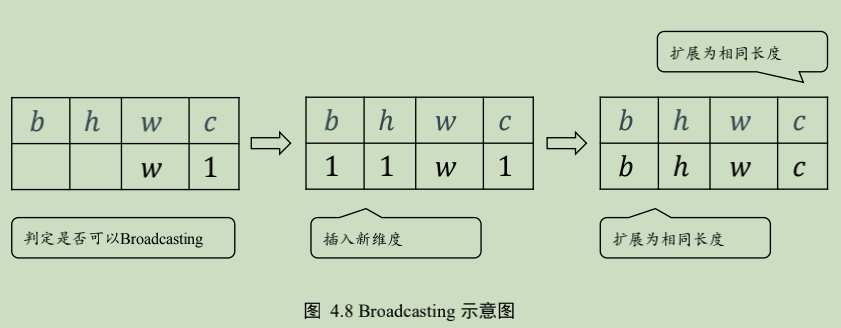 扩展为相同长度
b h w c
w 1
b h w c
1 1 w 1
b h w c
b h w c
判定是否可以Broadcasting
插入新维度
扩展为相同长度
图 4.8 Broadcasting 示意图